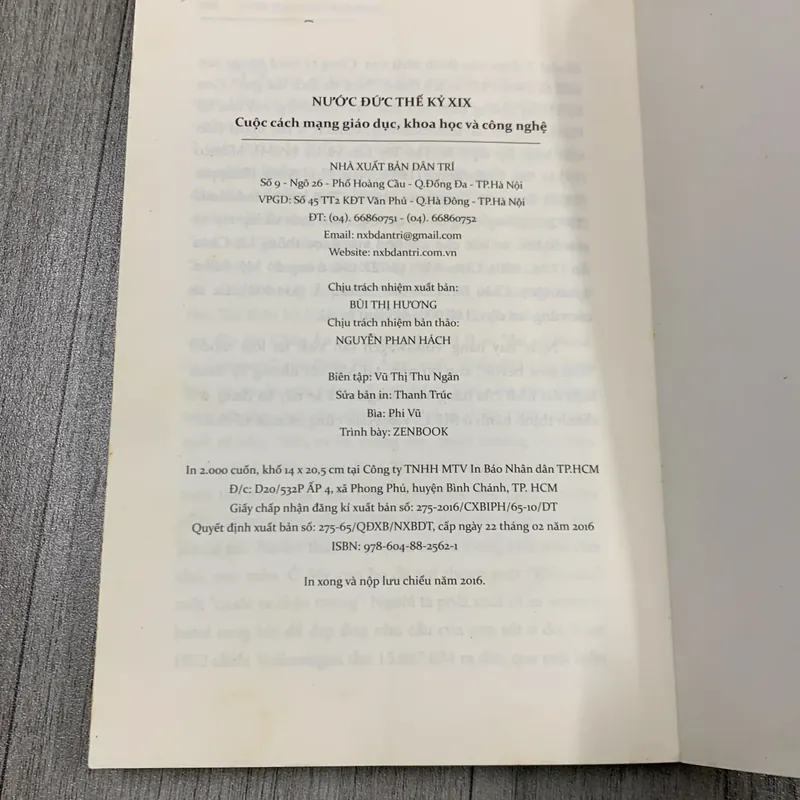 NƯỚC ĐỨC THẾ KỶ XIX
Cuộc cách mạng giáo dục, khoa học và công nghệ
NHÀ XUẤT BẢN DÂN TRÍ
Số 9 - Ngõ 26 - Phố Hoàng Cầu - Q.Đống Đa - TP.Hà Nội
VPGD: Số 45 TT2 KĐT Văn Phú - Q.Hà Đông - TP.Hà Nội
ĐT: (04). 66860751 - (04). 66860752
Email: nxbdantri@gmail.com
Website: nxbdantri.com.vn
Chịu trách nhiệm xuất bản:
BÙI THỊ HƯƠNG
Chịu trách nhiệm bản thảo:
NGUYỄN PHAN HÁCH
Biên tập: Vũ Thị Thu Ngân
Sửa bản in: Thanh Trúc
Bìa: Phi Vũ
Trình bày: ZENBOOK
In 2.000 cuốn, khổ 14 x 20,5 cm tại Công ty TNHH MTV In Báo Nhân dân TP.HCM
Đ/c: D20/532P ẤP 4, xã Phong Phú, huyện Bình Chánh, TP. HCM
Giấy chấp nhận đăng kí xuất bản số: 275-2016/CXBIPH/65-10/DT
Quyết định xuất bản số: 275-65/QĐXB/NXBDT, cấp ngày 22 tháng 02 năm 2016
ISBN: 978-604-88-2562-1
In xong và nộp lưu chiểu năm 2016.